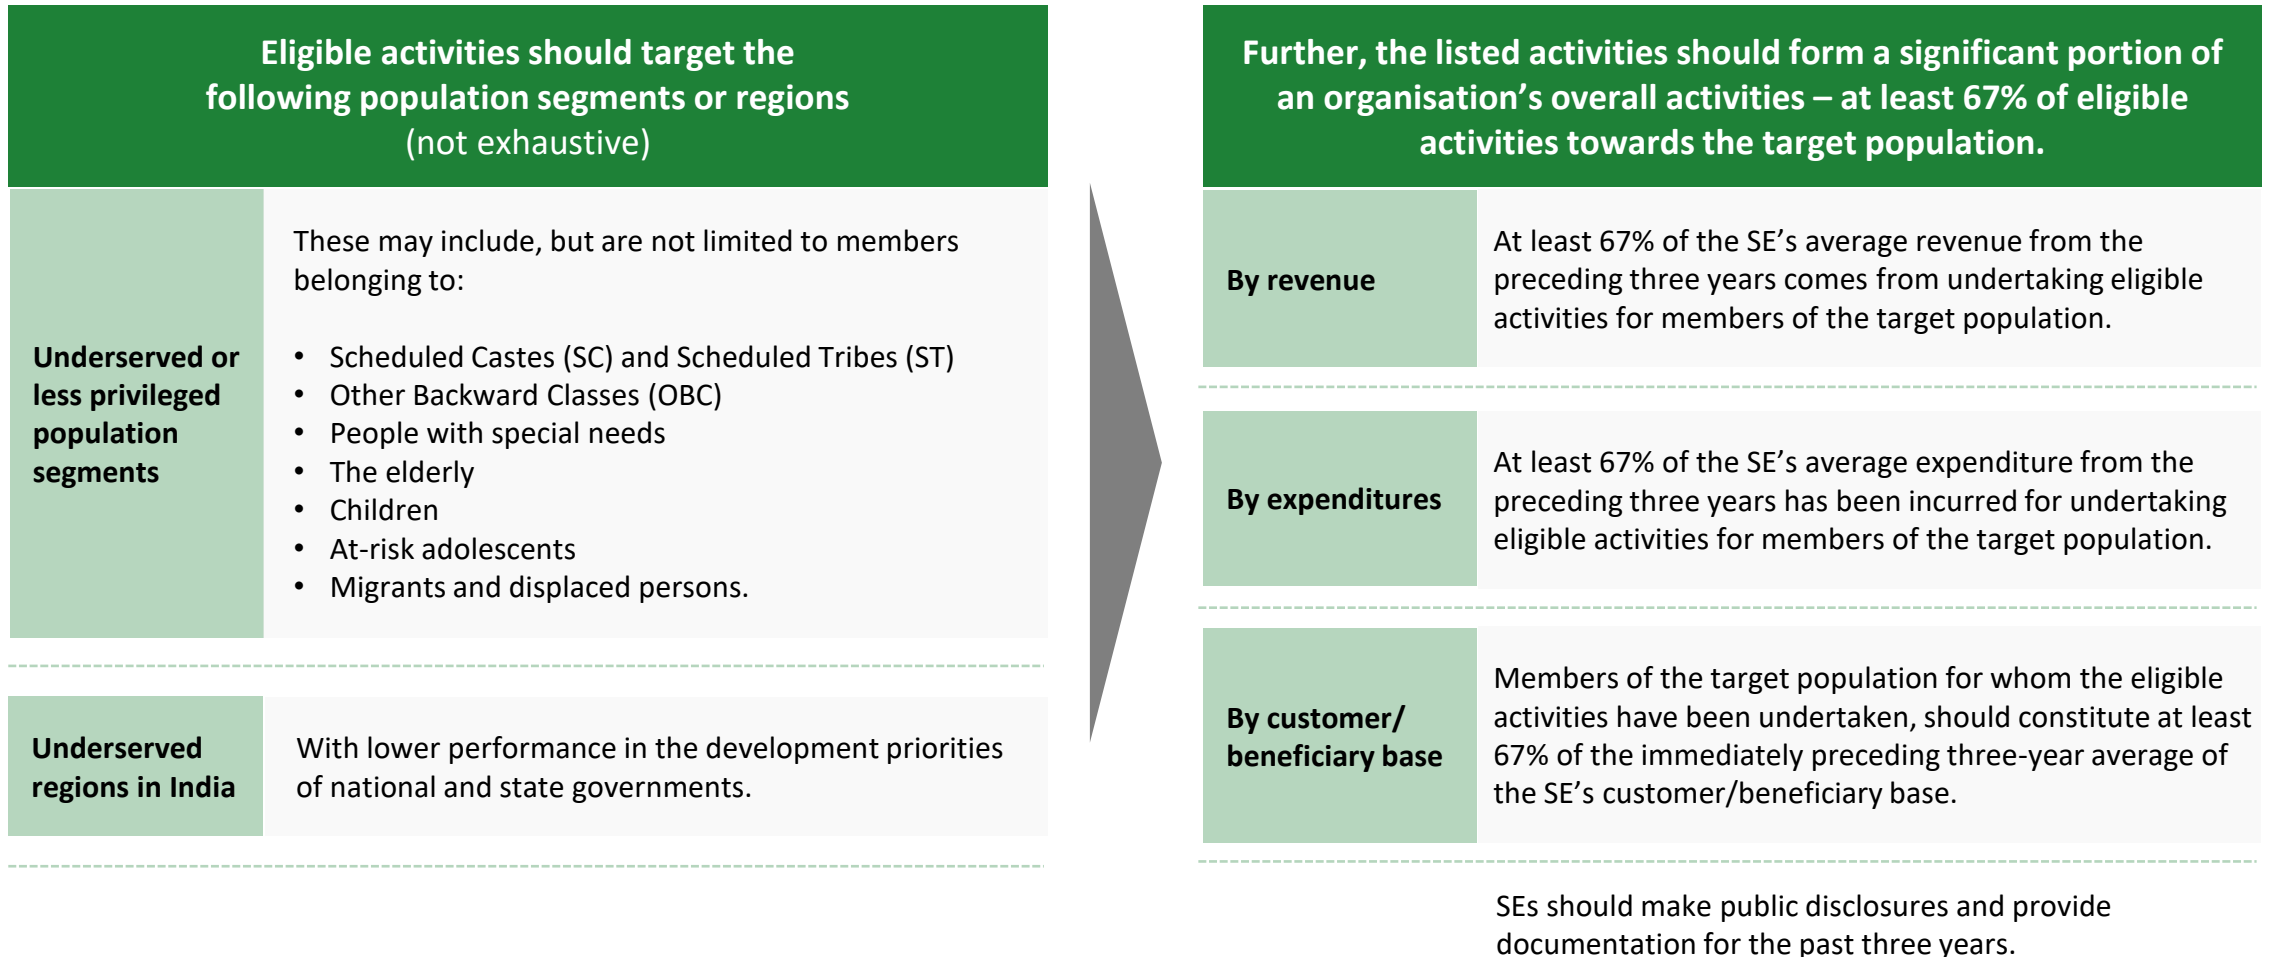 Eligible activities should target the
following population segments or regions
(not exhaustive)
Underserved or
less privileged
population
segments
These may include, but are not limited to members
belonging to:
• Scheduled Castes (SC) and Scheduled Tribes (ST)
• Other Backward Classes (OBC)
• People with special needs
• The elderly
• Children
• At-risk adolescents
• Migrants and displaced persons.
Underserved
regions in India
With lower performance in the development priorities
of national and state governments.
Further, the listed activities should form a significant portion of
an organisation’s overall activities – at least 67% of eligible
activities towards the target population.
By revenue
At least 67% of the SE’s average revenue from the
preceding three years comes from undertaking eligible
activities for members of the target population.
By expenditures
At least 67% of the SE’s average expenditure from the
preceding three years has been incurred for undertaking
eligible activities for members of the target population.
By customer/
beneficiary base
Members of the target population for whom the eligible
activities have been undertaken, should constitute at least
67% of the immediately preceding three-year average of
the SE’s customer/beneficiary base.
SEs should make public disclosures and provide
documentation for the past three years.